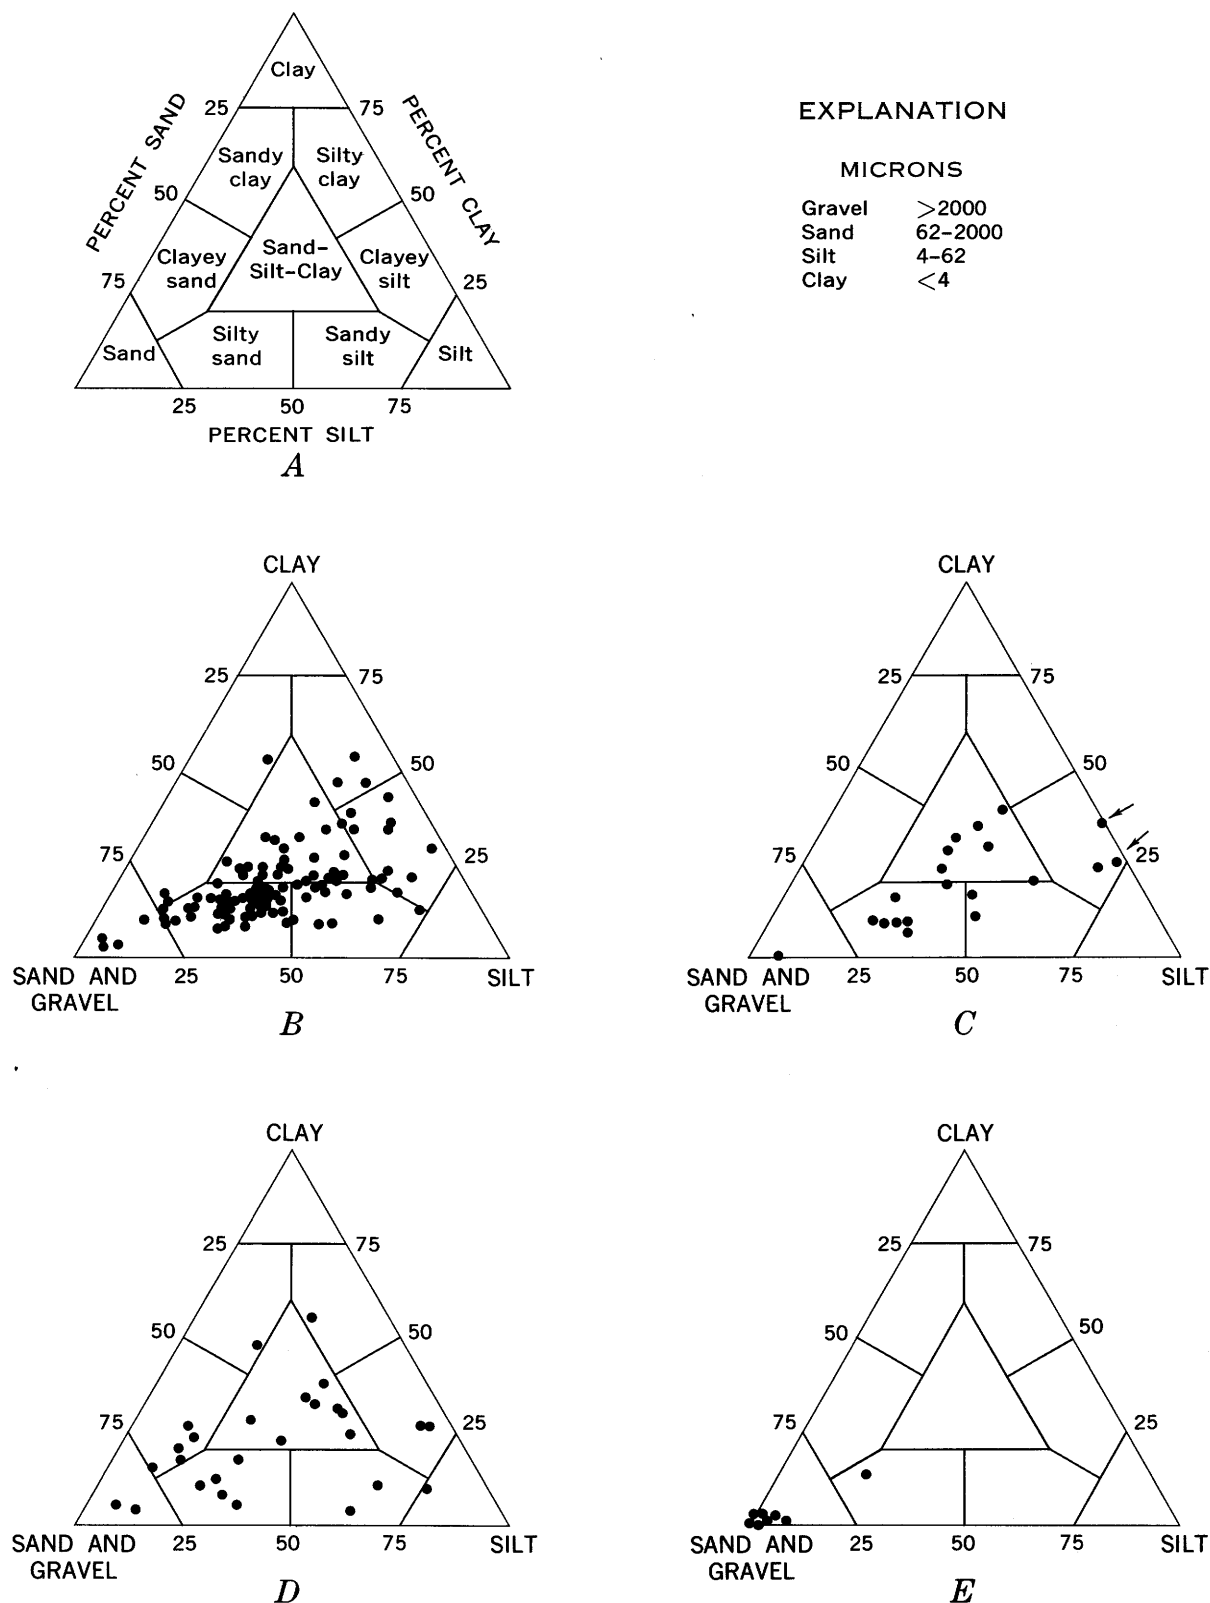 Clay
25
75
PERCENT SAND
PERCENT CLAY
Sandy
clay
Silty
clay
50
50
Clayey
sand
Sand-
Silt-Clay
Clayey
silt
75
25
Sand
Silty
sand
Sandy
silt
Silt
25
50
75
PERCENT SILT
A
EXPLANATION
MICRONS
Gravel >2000
Sand 62-2000
Silt 4-62
Clay <4
CLAY
25
75
50
50
75
25
SAND AND
GRAVEL
25
50
75
SILT
B
CLAY
25
75
50
50
75
25
SAND AND
GRAVEL
25
50
75
SILT
C
CLAY
25
75
50
50
75
25
SAND AND
GRAVEL
25
50
75
SILT
D
CLAY
25
75
50
50
75
25
SAND AND
GRAVEL
25
50
75
SILT
E